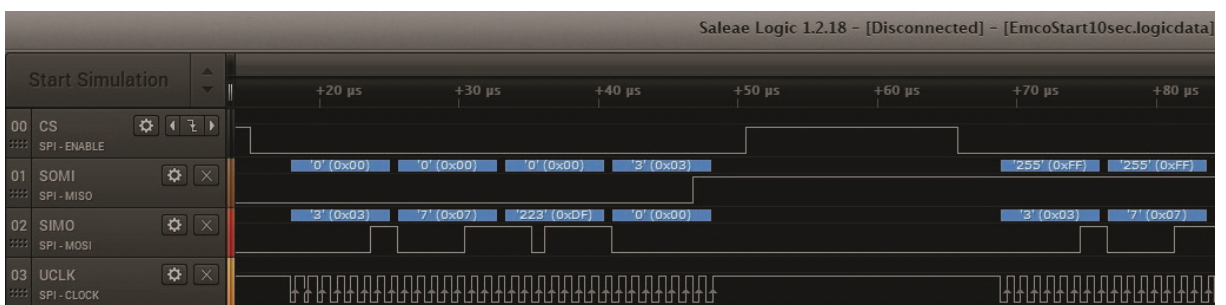 Saleae Logic 1.2.18 - [Disconnected] - [EmcoStart10sec.logicdata]
Start Simulation
+20 µs +30 µs +40 µs +50 µs +60 µs +70 µs +80 µs
00 CS
SPI - ENABLE
'0' (0x00) '0' (0x00) '0' (0x00) '3' (0x03) '255' (0xFF) '255' (0xFF)
01 SOMI
SPI - MISO
'3' (0x03) '7' (0x07) '223' (0xDF) '0' (0x00) '3' (0x03) '7' (0x07)
02 SIMO
SPI - MOSI
03 UCLK
SPI - CLOCK